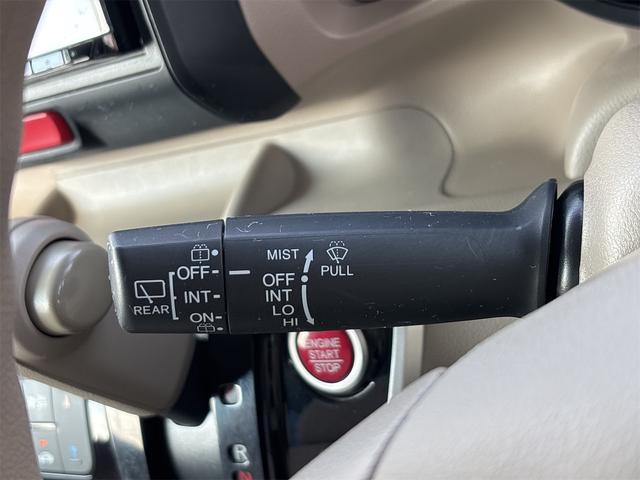 MIST
OFF
INT
LO
HI
PULL
OFF
INT
ON
REAR
ENGINE
START
STOP
R
N